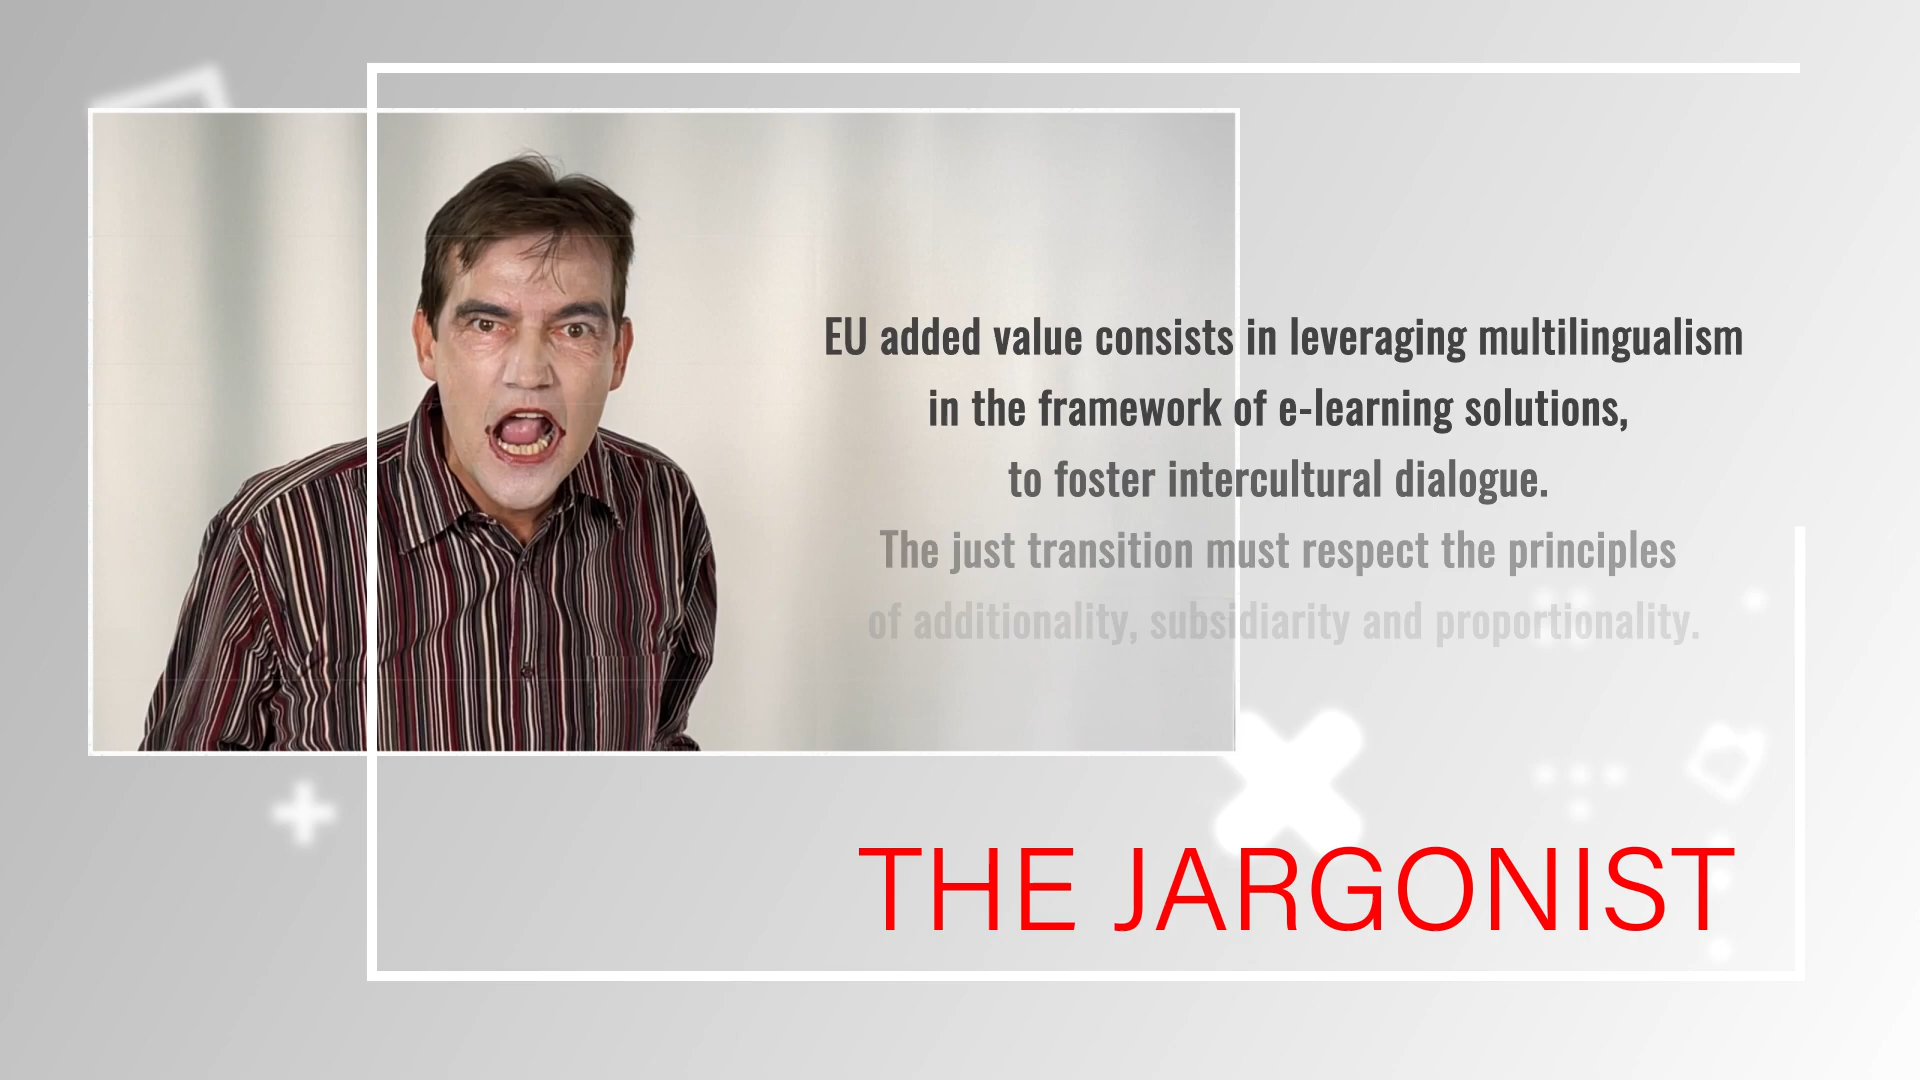 EU added value consists in leveraging multilingualism
in the framework of e-learning solutions,
to foster intercultural dialogue.
The just transition must respect the principles
of additionality, subsidiarity and proportionality.
THE JARGONIST